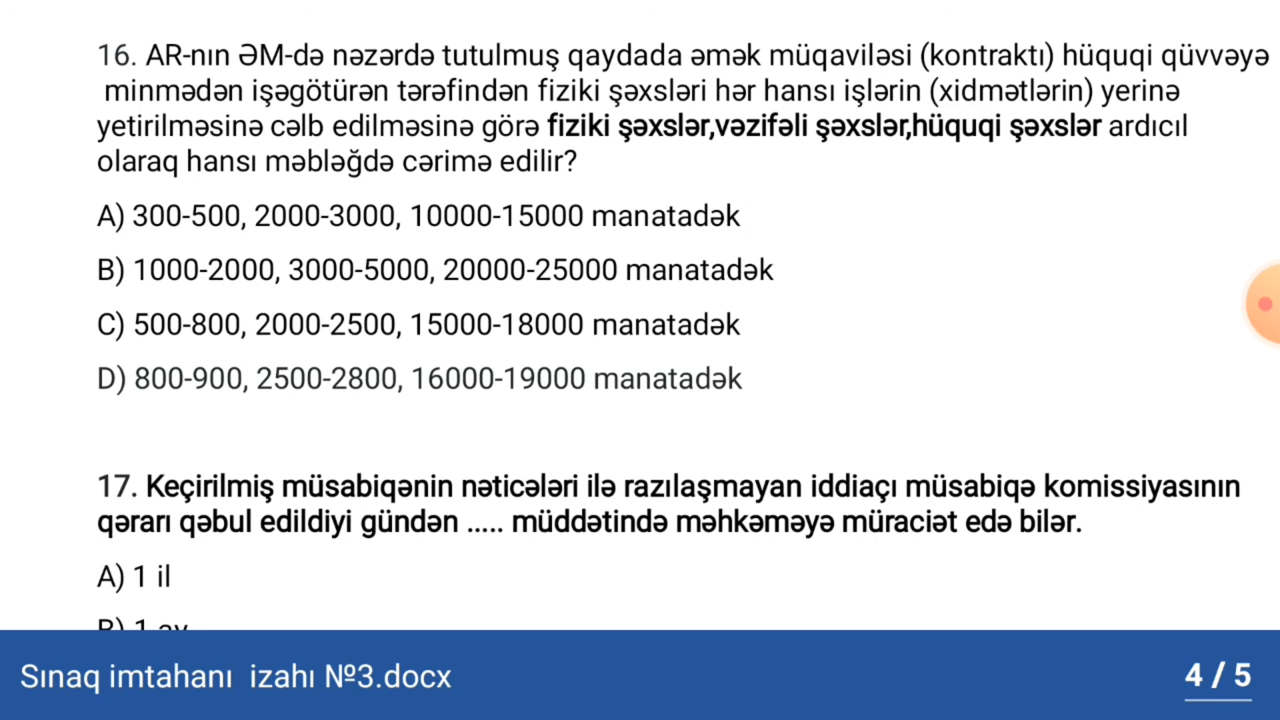 16. AR-nın ƏM-də nəzərdə tutulmuş qaydada əmək müqaviləsi (kontraktı) hüquqi qüvvəyə
minmədən işəgötürən tərəfindən fiziki şəxsləri hər hansı işlərin (xidmətlərin) yerinə
yetirilməsinə cəlb edilməsinə görə fiziki şəxslər,vəzifəli şəxslər,hüquqi şəxslər ardıcıl
olaraq hansı məbləğdə cərimə edilir?
A) 300-500, 2000-3000, 10000-15000 manatadək
B) 1000-2000, 3000-5000, 20000-25000 manatadək
C) 500-800, 2000-2500, 15000-18000 manatadək
D) 800-900, 2500-2800, 16000-19000 manatadək
17. Keçirilmiş müsabiqənin nəticələri ilə razılaşmayan iddiaçı müsabiqə komissiyasının
qərarı qəbul edildiyi gündən ..... müddətində məhkəməyə müraciət edə bilər.
A) 1 il
B) 1 ay
Sınaq imtahanı izahı №3.docx
4 / 5